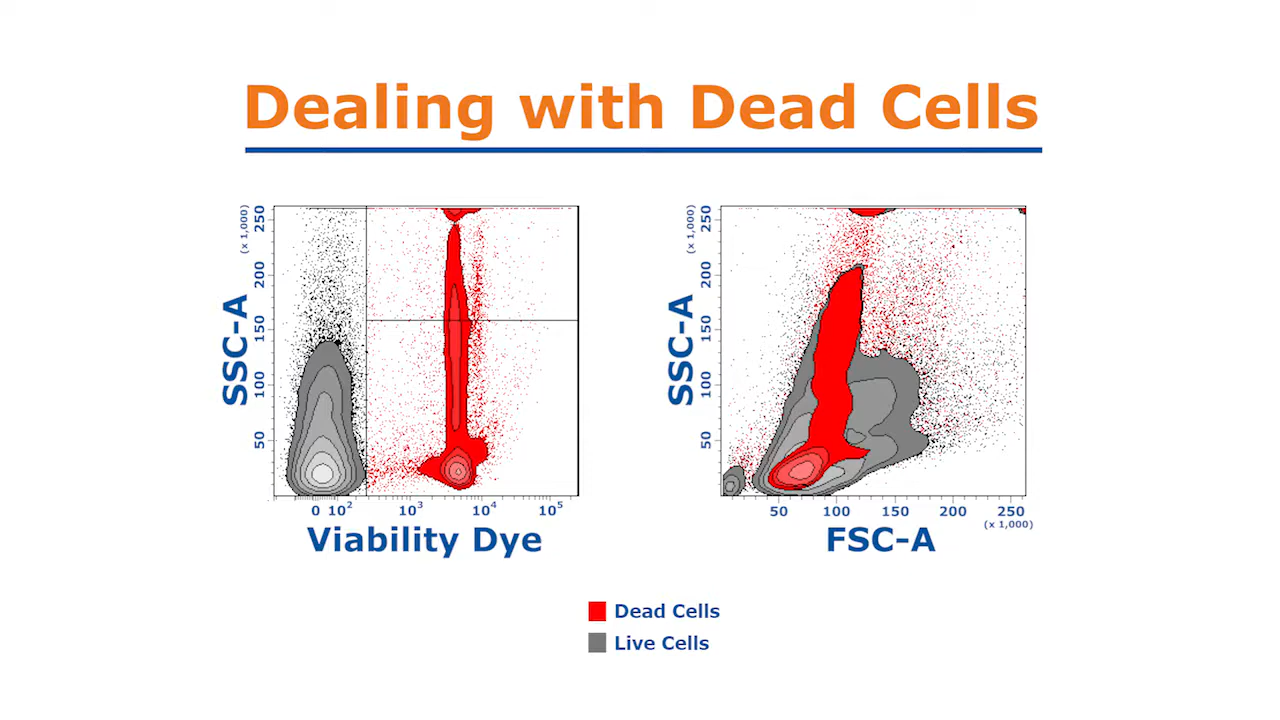 Dealing with Dead Cells
SSC-A
(x 1,000)
250
200
150
100
50
0 10²
10³
10⁴
10⁵
Viability Dye
SSC-A
(x 1,000)
250
200
150
100
50
50
100
150
200
250
(x 1,000)
FSC-A
Dead Cells
Live Cells